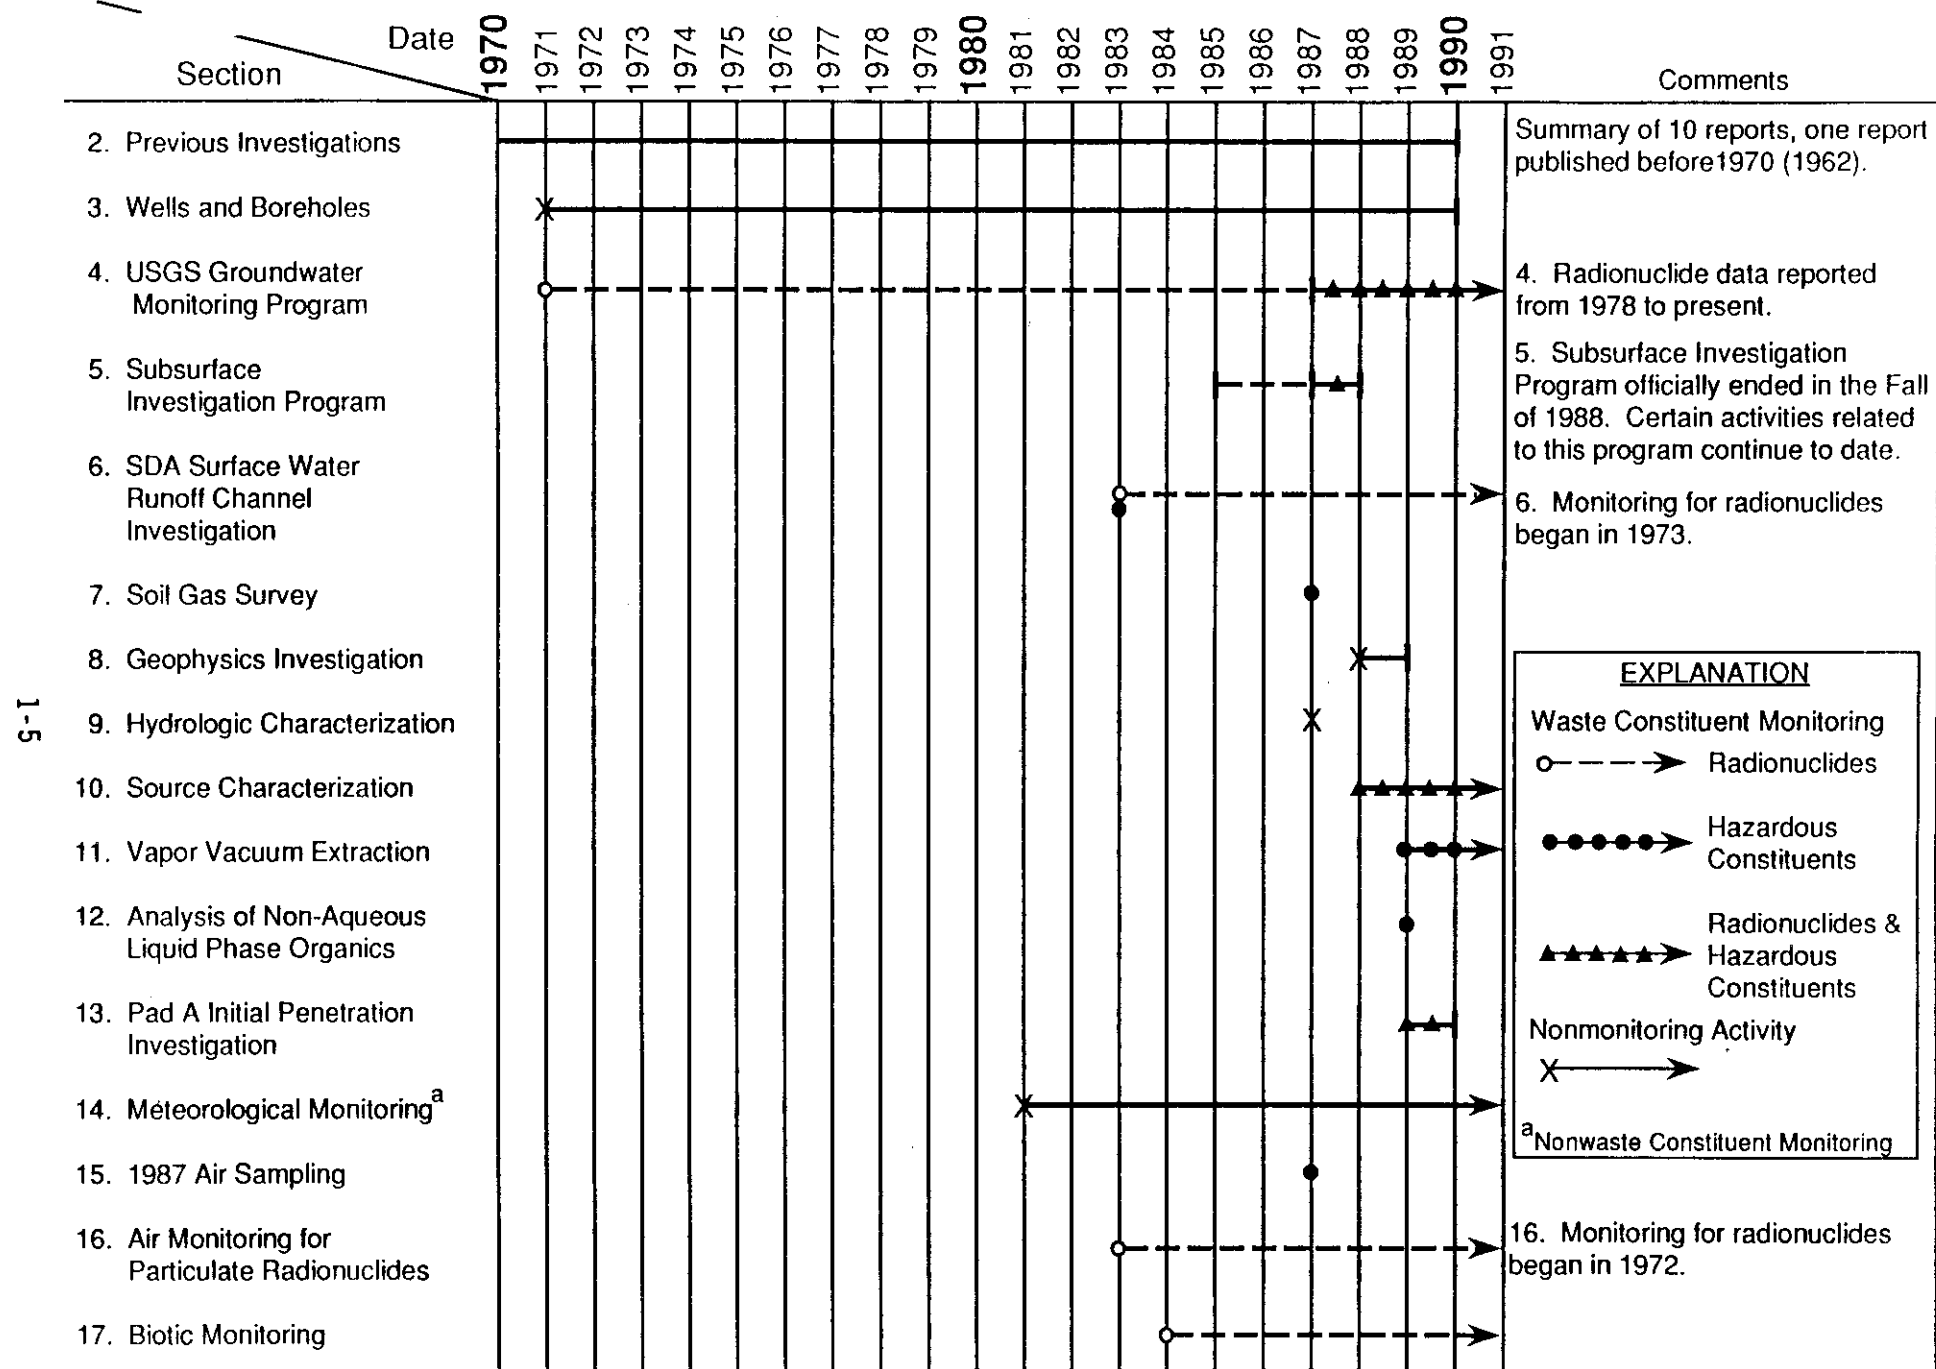 Date
Section
1970
1971
1972
1973
1974
1975
1976
1977
1978
1979
1980
1981
1982
1983
1984
1985
1986
1987
1988
1989
1990
1991
Comments
2. Previous Investigations
Summary of 10 reports, one report
published before1970 (1962).
3. Wells and Boreholes
4. USGS Groundwater
Monitoring Program
4. Radionuclide data reported
from 1978 to present.
5. Subsurface
Investigation Program
5. Subsurface Investigation
Program officially ended in the Fall
of 1988. Certain activities related
to this program continue to date.
6. SDA Surface Water
Runoff Channel
Investigation
6. Monitoring for radionuclides
began in 1973.
7. Soil Gas Survey
8. Geophysics Investigation
9. Hydrologic Characterization
10. Source Characterization
11. Vapor Vacuum Extraction
12. Analysis of Non-Aqueous
Liquid Phase Organics
13. Pad A Initial Penetration
Investigation
14. Meteorological Monitoringa
15. 1987 Air Sampling
16. Air Monitoring for
Particulate Radionuclides
16. Monitoring for radionuclides
began in 1972.
17. Biotic Monitoring
EXPLANATION
Waste Constituent Monitoring
Radionuclides
Hazardous
Constituents
Radionuclides &
Hazardous
Constituents
Nonmonitoring Activity
aNonwaste Constituent Monitoring
1-5